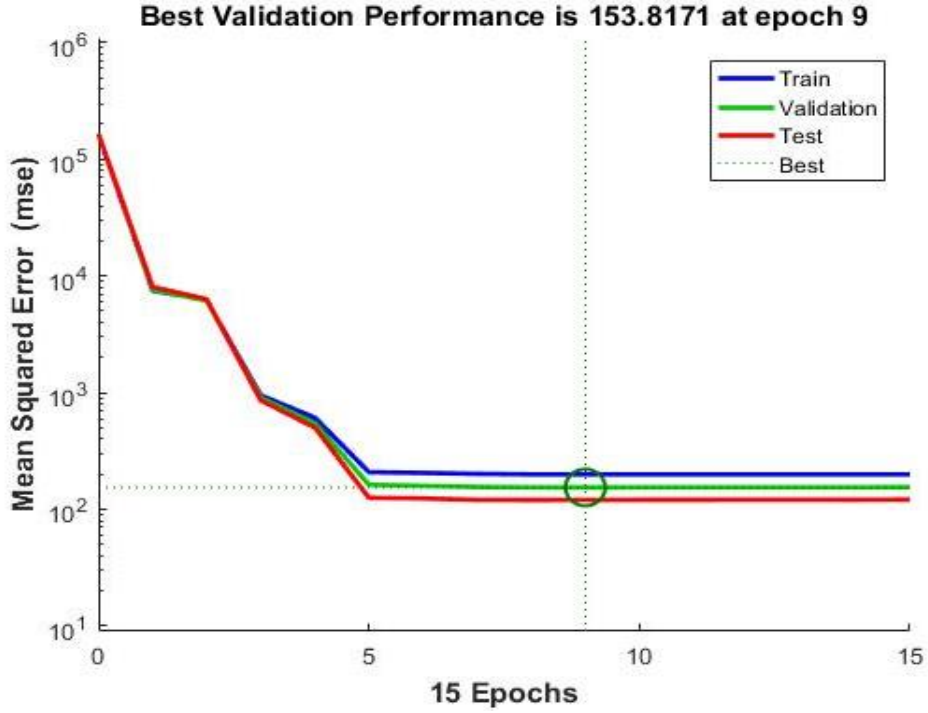 Best Validation Performance is 153.8171 at epoch 9
Mean Squared Error (mse)
10^6
10^5
10^4
10^3
10^2
10^1
Train
Validation
Test
Best
0
5
10
15
15 Epochs